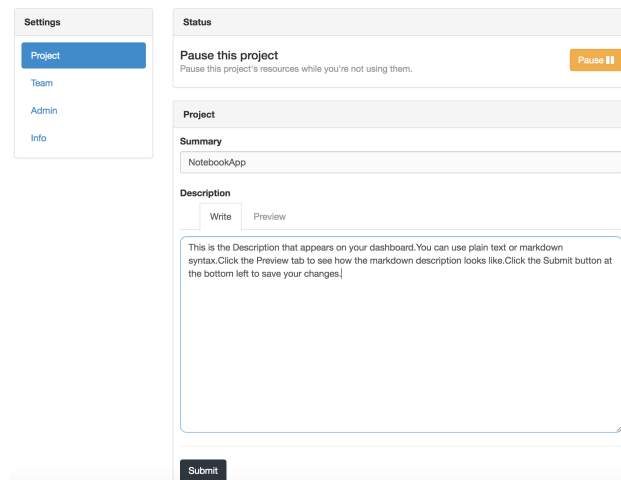 Settings
Project
Team
Admin
Info
Status
Pause this project
Pause this project's resources while you're not using them.
Pause
Project
Summary
NotebookApp
Description
Write
Preview
This is the Description that appears on your dashboard.You can use plain text or markdown
syntax.Click the Preview tab to see how the markdown description looks like.Click the Submit button at
the bottom left to save your changes.
Submit